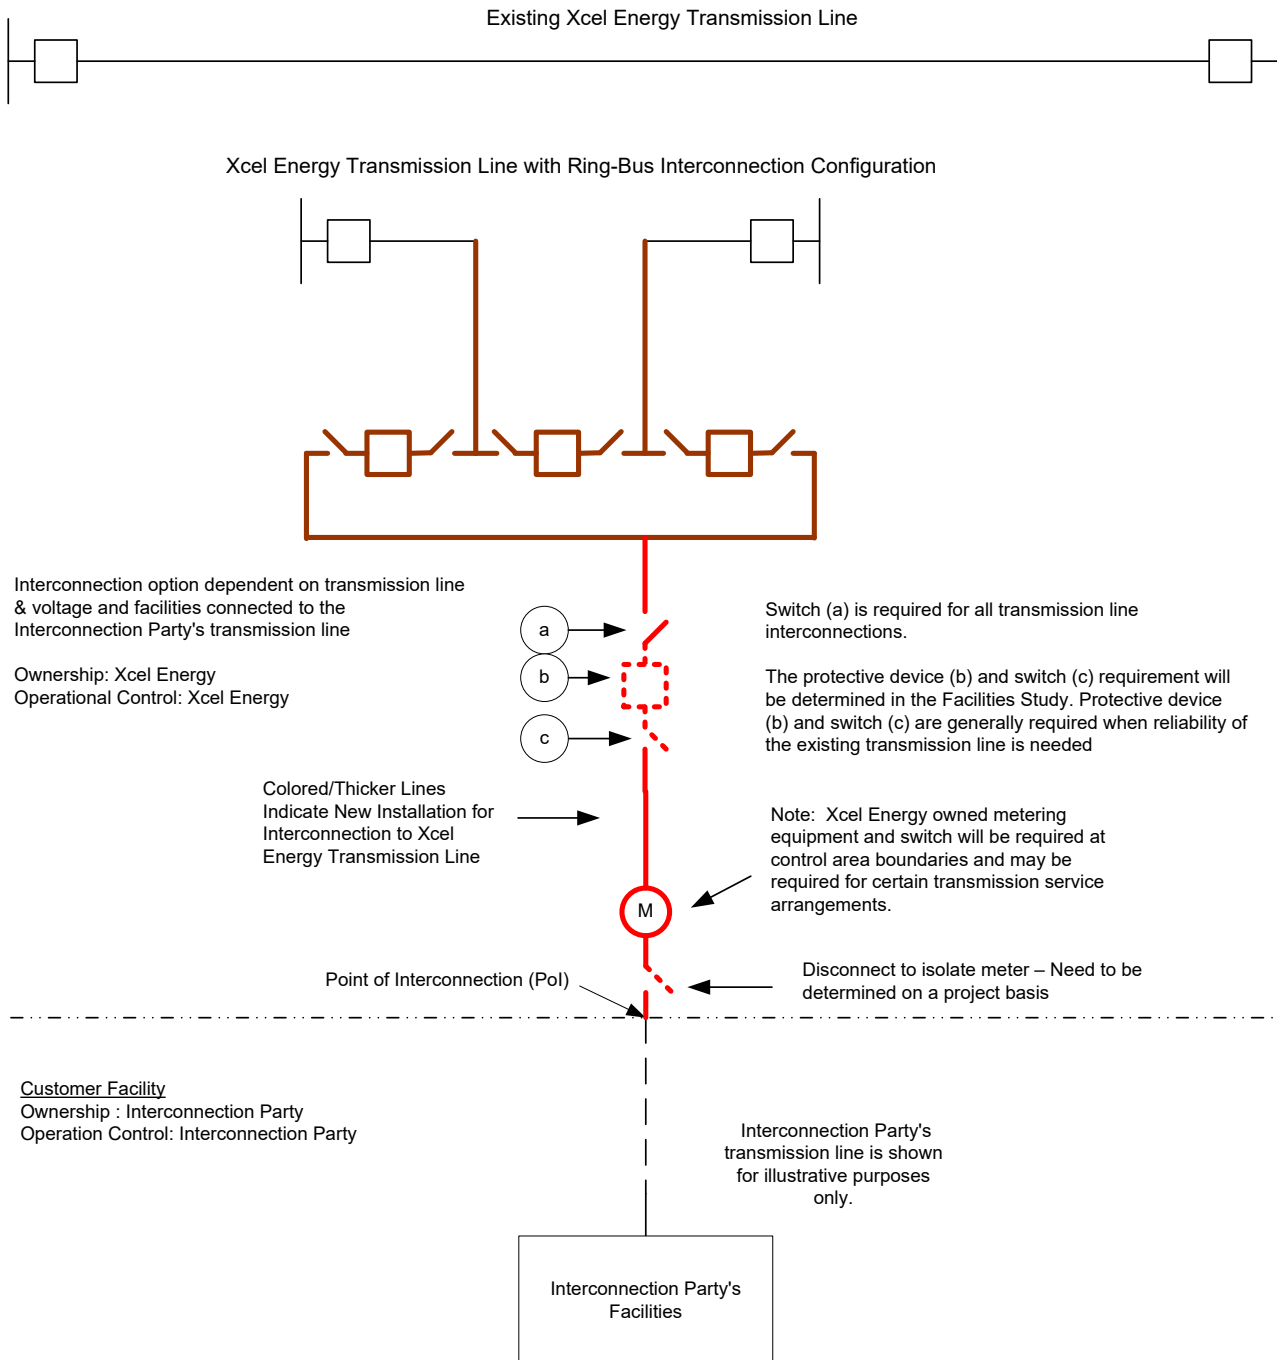 Existing Xcel Energy Transmission Line
Xcel Energy Transmission Line with Ring-Bus Interconnection Configuration
Interconnection option dependent on transmission line
& voltage and facilities connected to the
Interconnection Party's transmission line
Ownership: Xcel Energy
Operational Control: Xcel Energy
a
b
c
Switch (a) is required for all transmission line
interconnections.
The protective device (b) and switch (c) requirement will
be determined in the Facilities Study. Protective device
(b) and switch (c) are generally required when reliability of
the existing transmission line is needed
Colored/Thicker Lines
Indicate New Installation for
Interconnection to Xcel
Energy Transmission Line
Note:  Xcel Energy owned metering
equipment and switch will be required at
control area boundaries and may be
required for certain transmission service
arrangements.
M
Point of Interconnection (PoI)
Disconnect to isolate meter – Need to be
determined on a project basis
Customer Facility
Ownership : Interconnection Party
Operation Control: Interconnection Party
Interconnection Party's
transmission line is shown
for illustrative purposes
only.
Interconnection Party's
Facilities